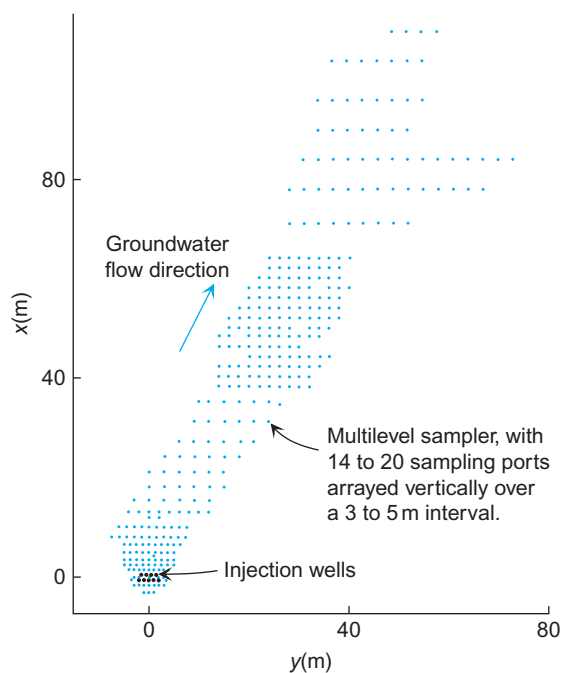 80
Groundwater
flow direction
x(m)
40
Multilevel sampler, with
14 to 20 sampling ports
arrayed vertically over
a 3 to 5 m interval.
Injection wells
0
0
40
80
y(m)